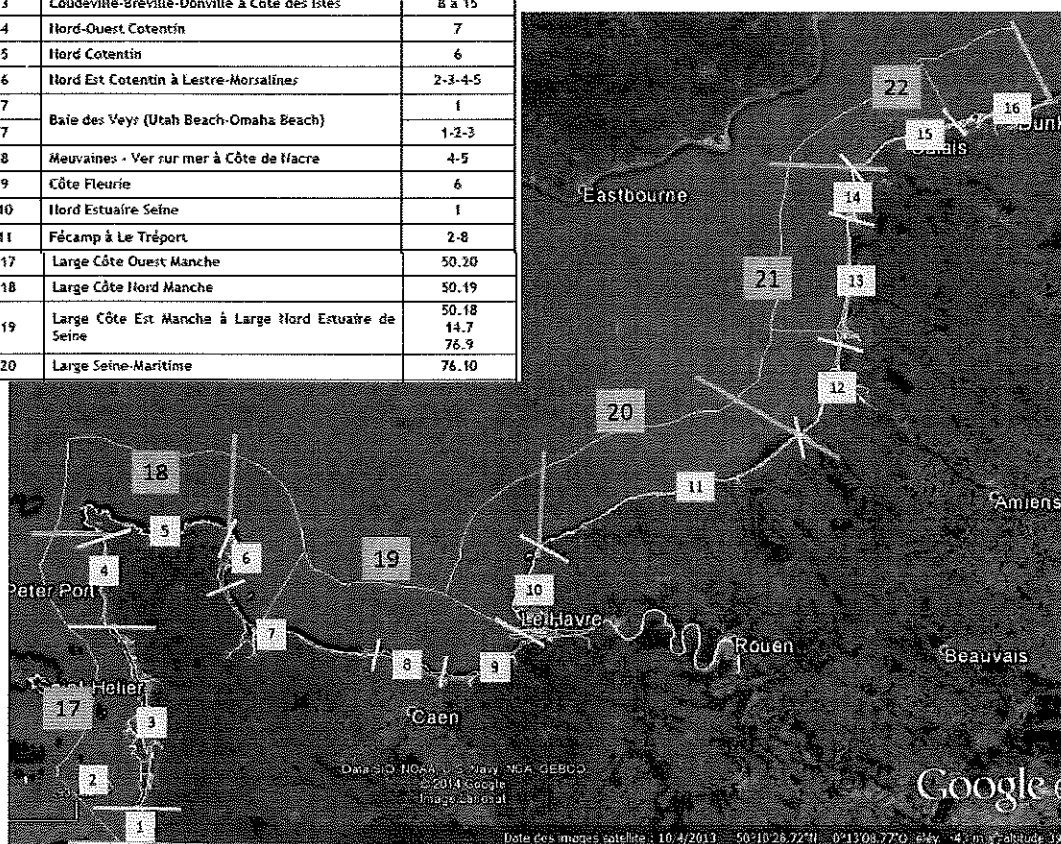 3 Coudeville-Bréville-Donville à Côte des Isles 8 à 15
4 Nord-Ouest Cotentin 7
5 Nord Cotentin 6
6 Nord Est Cotentin à Lestre-Morsalines 2-3-4-5
7 Baie des Veys (Utah Beach-Omaha Beach) 1
7 1-2-3
8 Meuvaines - Ver sur mer à Côte de Nacre 4-5
9 Côte Fleurie 6
10 Nord Estuaire Seine 1
11 Fécamp à Le Tréport 2-8
17 Large Côte Ouest Manche 50.20
18 Large Côte Nord Manche 50.19
19 Large Côte Est Manche à Large Nord Estuaire de Seine 50.18
14.7
76.9
20 Large Seine-Maritime 76.10
22
16
Dunk
15
Calais
Eastbourne
14
21
13
12
20
11
Amiens
18
5
6
19
4
Peter Port
10
Le Havre
7
Rouen
Beauvais
8
9
Saint Helier
17
3
Caen
2
1
Data SIO, NOAA, U.S. Navy, NGA, GEBCO
© 2014 Google
Image Landsat
Google e
Date des images satellite : 10/4/2013 50°10'26,72"N 0°13'08,77"O élév. -4